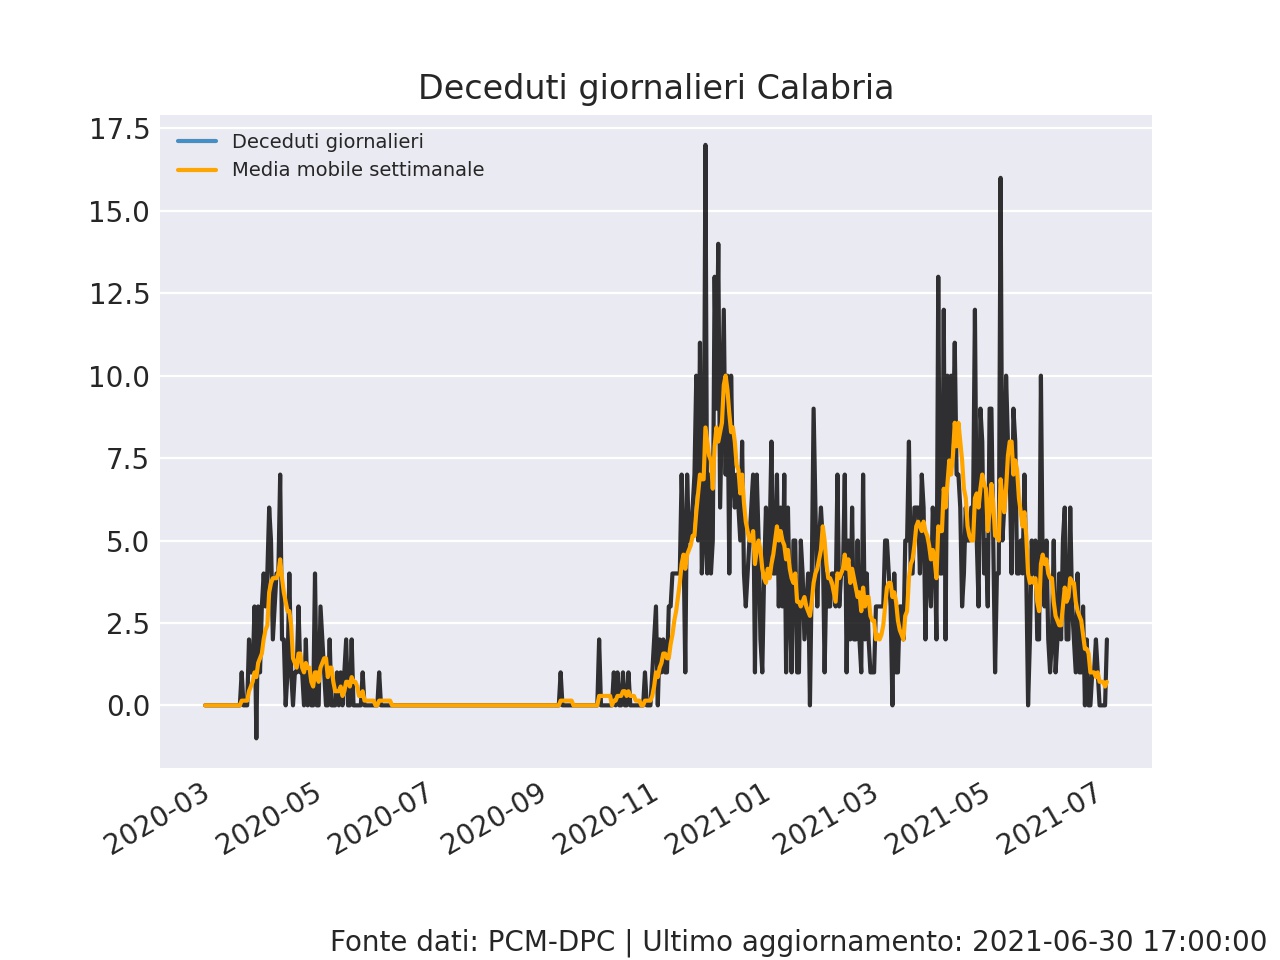 Deceduti giornalieri Calabria
Deceduti giornalieri
Media mobile settimanale
17.5
15.0
12.5
10.0
7.5
5.0
2.5
0.0
2020-03 2020-05 2020-07 2020-09 2020-11 2021-01 2021-03 2021-05 2021-07
Fonte dati: PCM-DPC | Ultimo aggiornamento: 2021-06-30 17:00:00